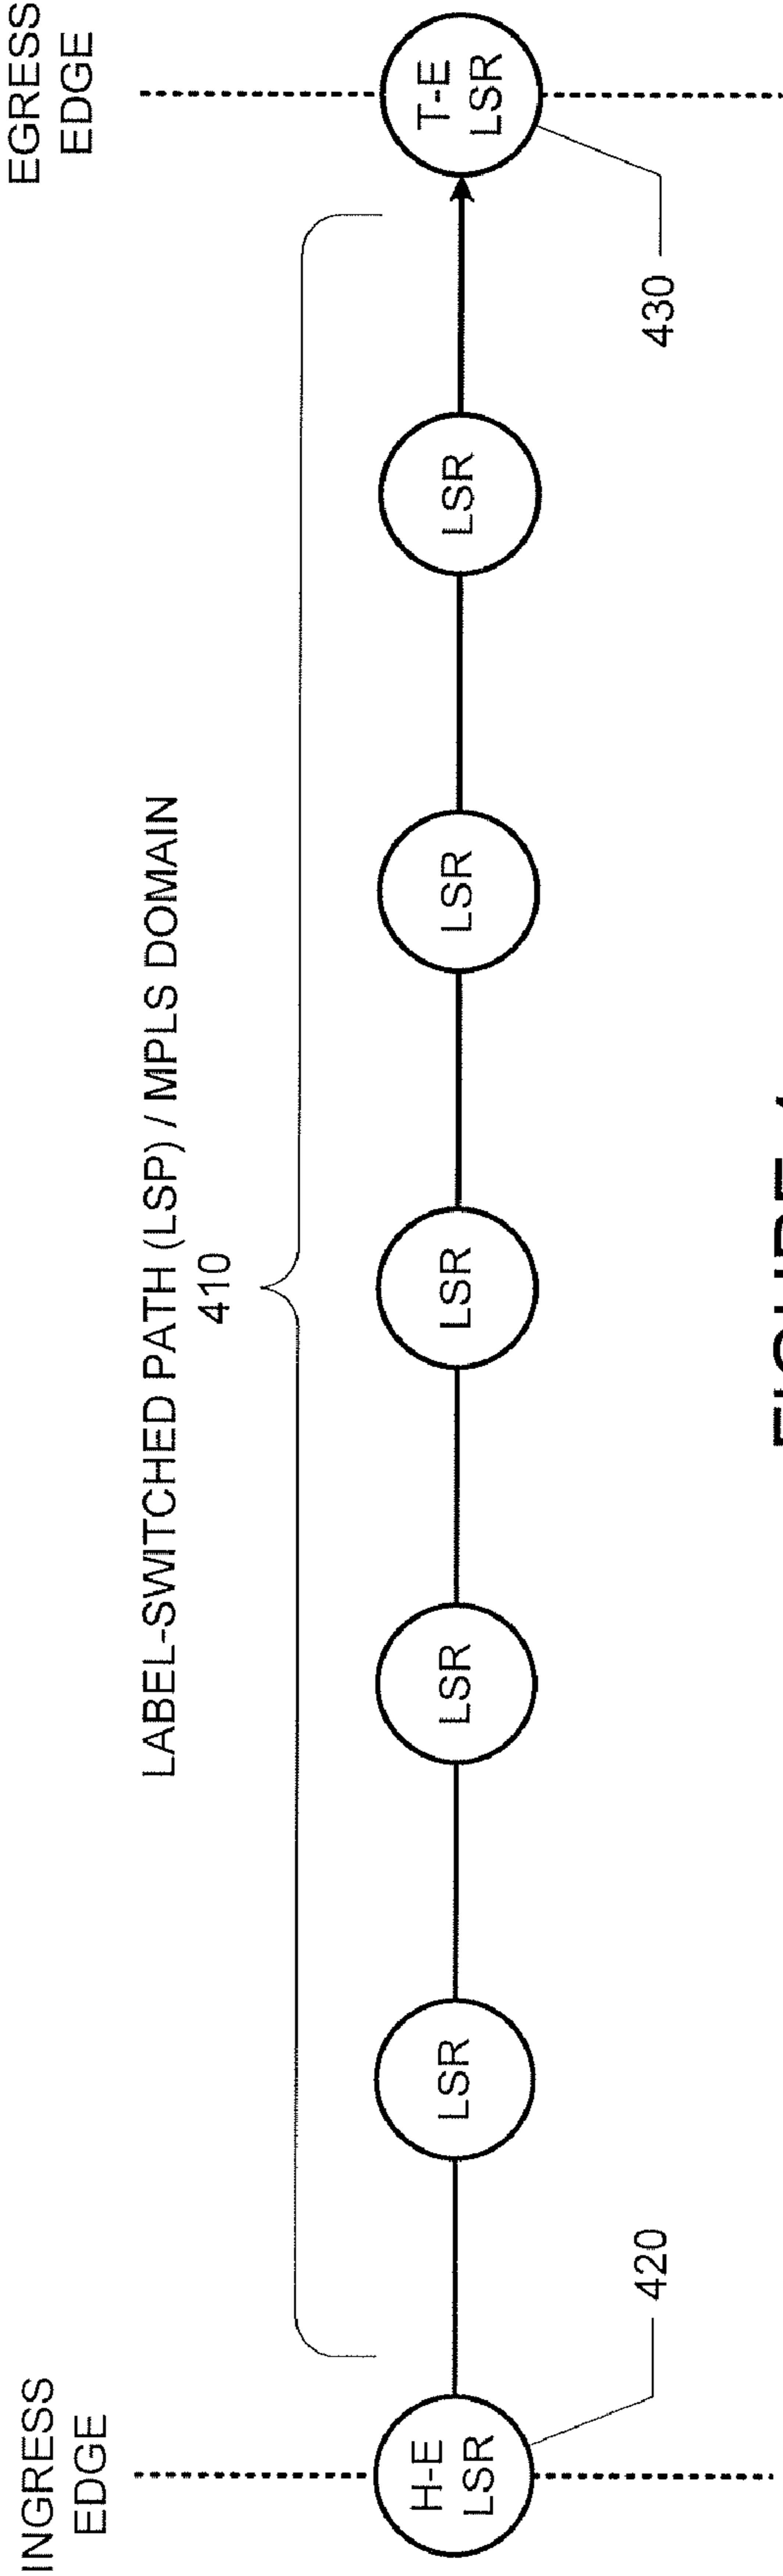 INGRESS
EDGE
LABEL-SWITCHED PATH (LSP) / MPLS DOMAIN
410
EGRESS
EDGE
H-E
LSR
LSR
LSR
LSR
LSR
LSR
T-E
LSR
420
430